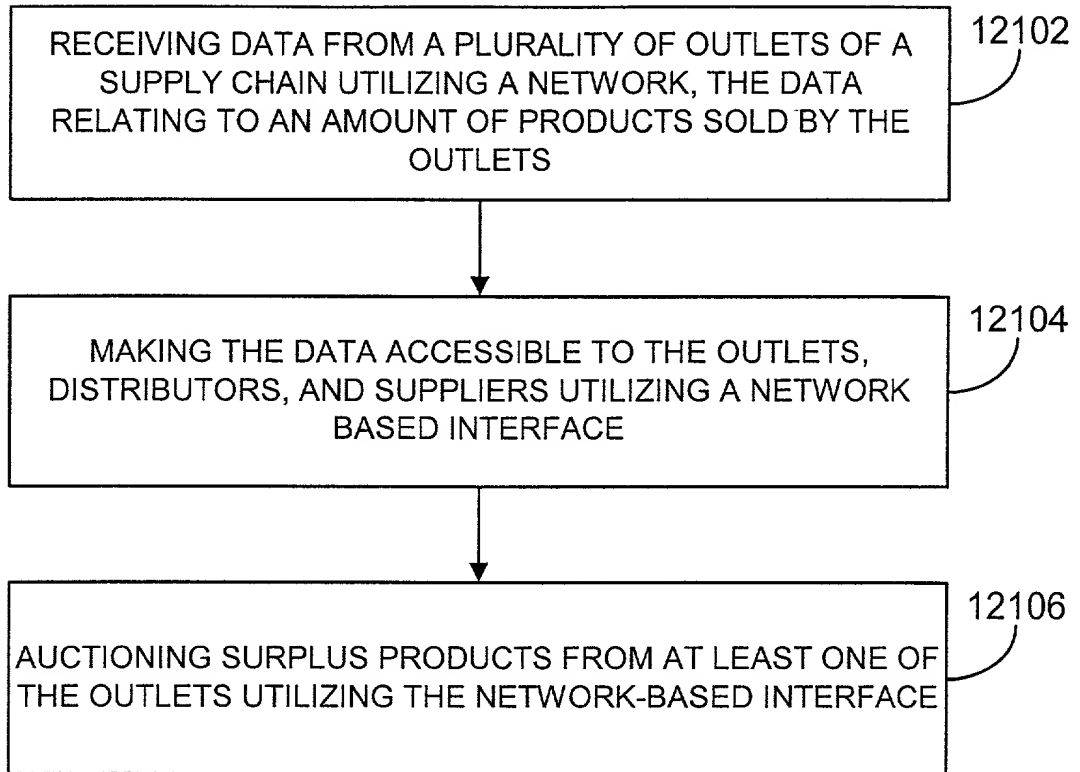 RECEIVING DATA FROM A PLURALITY OF OUTLETS OF A
SUPPLY CHAIN UTILIZING A NETWORK, THE DATA
RELATING TO AN AMOUNT OF PRODUCTS SOLD BY THE
OUTLETS
12102
MAKING THE DATA ACCESSIBLE TO THE OUTLETS,
DISTRIBUTORS, AND SUPPLIERS UTILIZING A NETWORK
BASED INTERFACE
12104
AUCTIONING SURPLUS PRODUCTS FROM AT LEAST ONE OF
THE OUTLETS UTILIZING THE NETWORK-BASED INTERFACE
12106